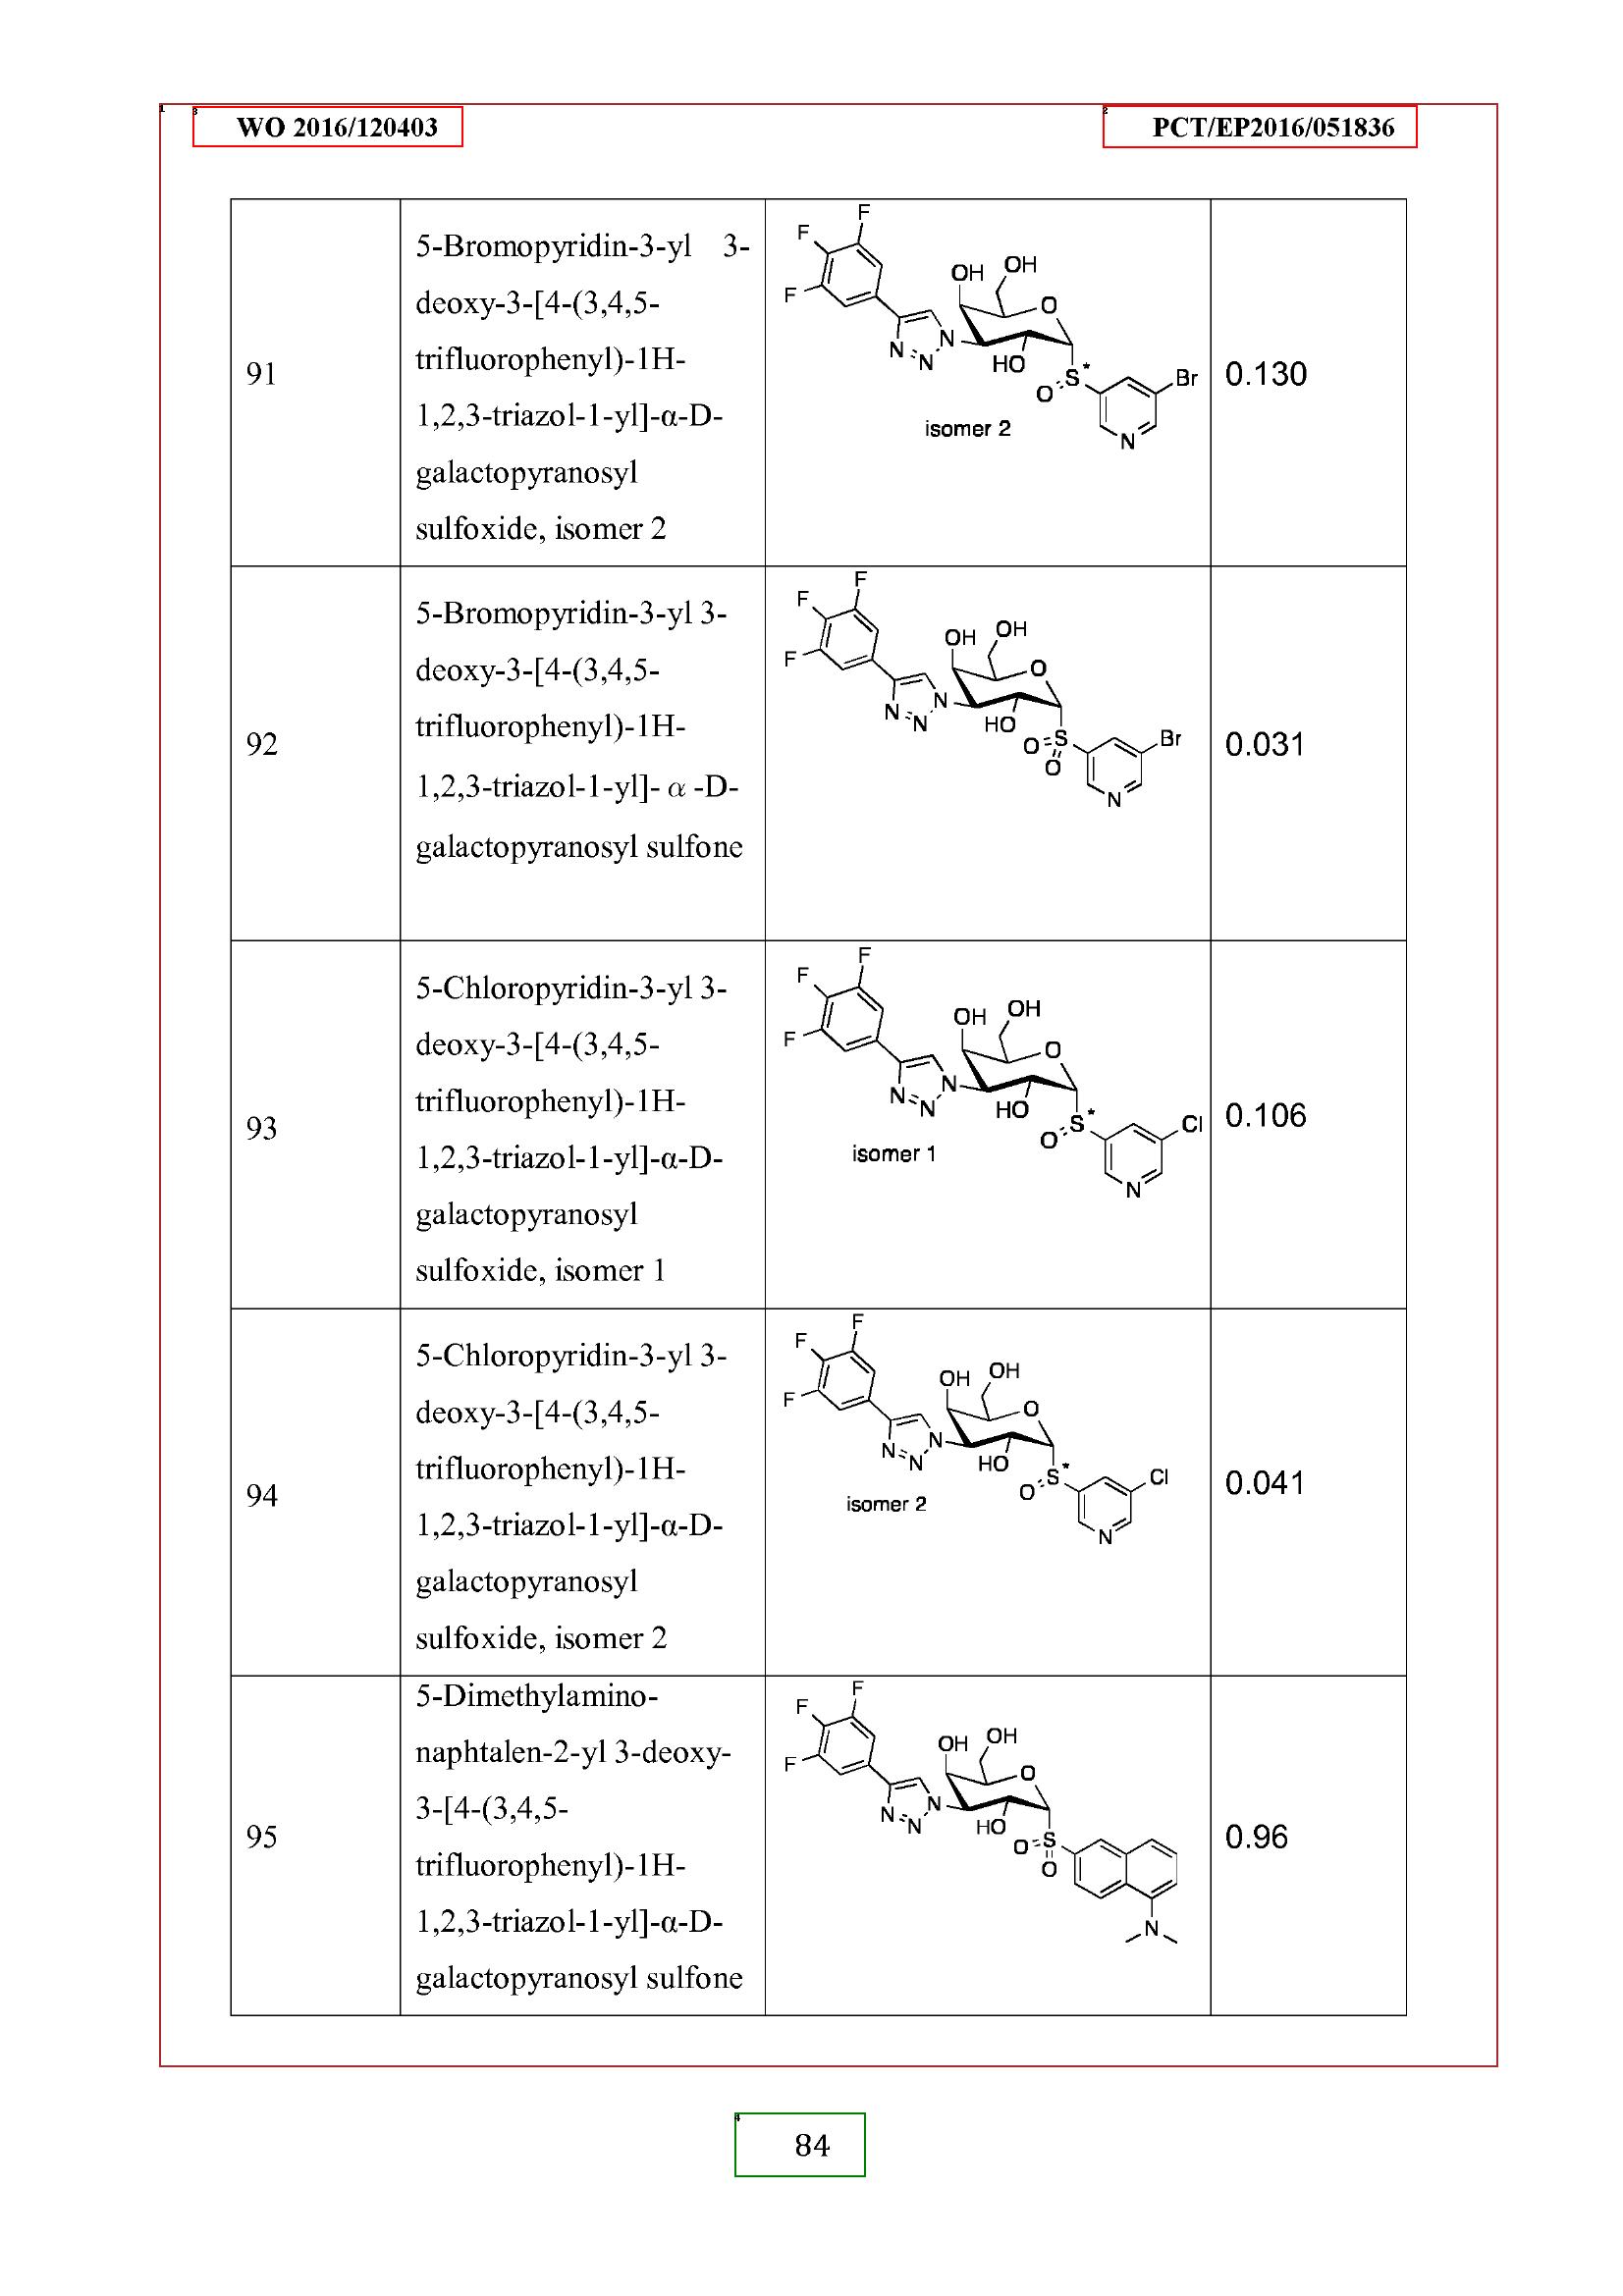 WO 2016/120403
PCT/EP2016/051836
91
5-Bromopyridin-3-yl 3-
deoxy-3-[4-(3,4,5-
trifluorophenyl)-1H-
1,2,3-triazol-1-yl]-α-D-
galactopyranosyl
sulfoxide, isomer 2
F
F
F
OH
OH
O
N
N
N
HO
S*
O
Br
N
isomer 2
0.130
92
5-Bromopyridin-3-yl 3-
deoxy-3-[4-(3,4,5-
trifluorophenyl)-1H-
1,2,3-triazol-1-yl]- α -D-
galactopyranosyl sulfone
F
F
F
OH
OH
O
N
N
N
HO
O
S
O
Br
N
0.031
93
5-Chloropyridin-3-yl 3-
deoxy-3-[4-(3,4,5-
trifluorophenyl)-1H-
1,2,3-triazol-1-yl]-α-D-
galactopyranosyl
sulfoxide, isomer 1
F
F
F
OH
OH
O
N
N
N
HO
S*
O
Cl
N
isomer 1
0.106
94
5-Chloropyridin-3-yl 3-
deoxy-3-[4-(3,4,5-
trifluorophenyl)-1H-
1,2,3-triazol-1-yl]-α-D-
galactopyranosyl
sulfoxide, isomer 2
F
F
F
OH
OH
O
N
N
N
HO
S*
O
Cl
N
isomer 2
0.041
95
5-Dimethylamino-
naphtalen-2-yl 3-deoxy-
3-[4-(3,4,5-
trifluorophenyl)-1H-
1,2,3-triazol-1-yl]-α-D-
galactopyranosyl sulfone
F
F
F
OH
OH
O
N
N
N
HO
O
S
O
N
0.96
84